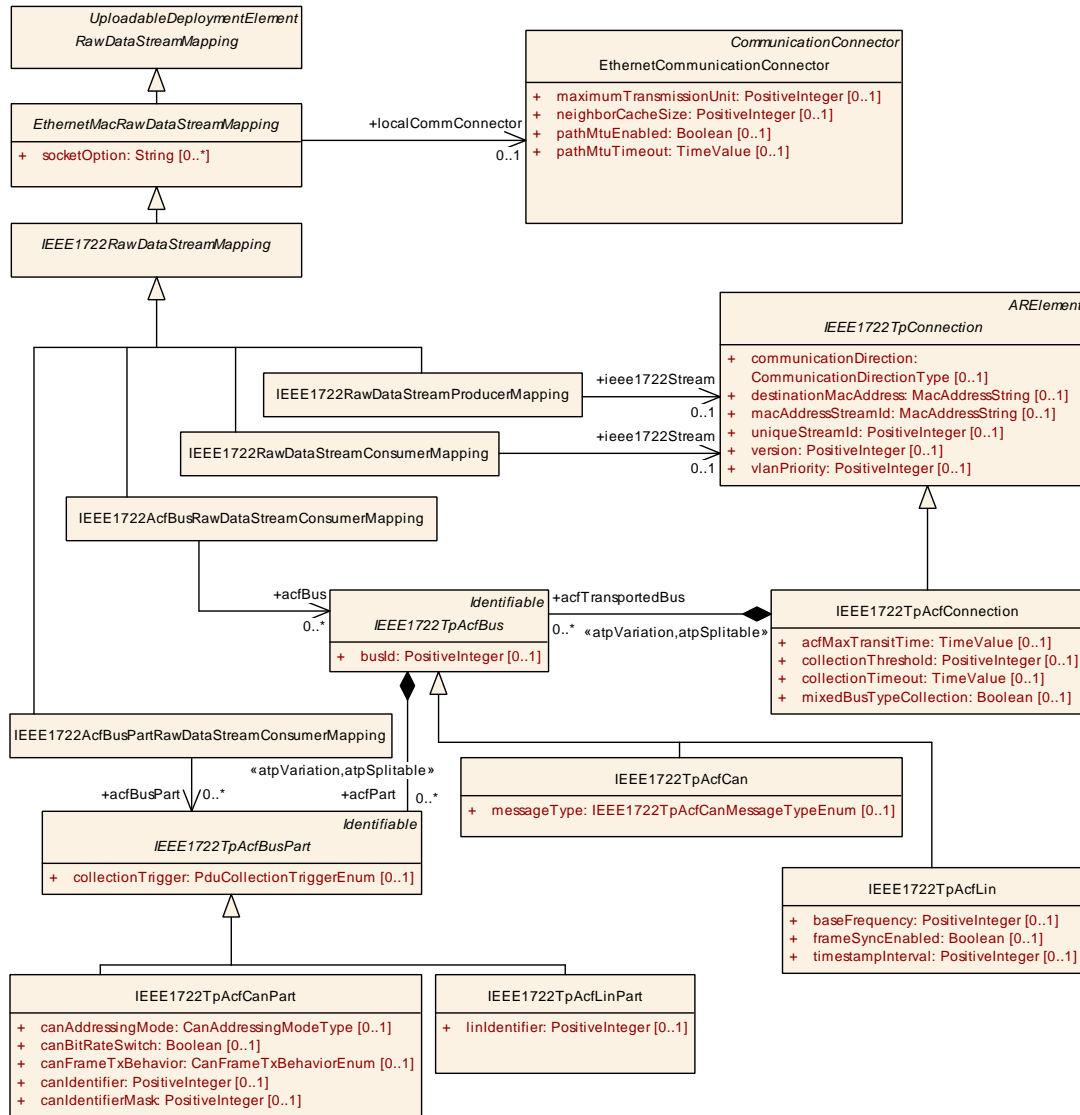 UploadableDeploymentElement
RawDataStreamMapping
CommunicationConnector
EthernetCommunicationConnector
+ maximumTransmissionUnit: PositiveInteger [0..1]
+ neighborCacheSize: PositiveInteger [0..1]
+ pathMtuEnabled: Boolean [0..1]
+ pathMtuTimeout: TimeValue [0..1]
EthernetMacRawDataStreamMapping
+ socketOption: String [0..*]
+localCommConnector
0..1
IEEE1722RawDataStreamMapping
ARElement
IEEE1722TpConnection
+ communicationDirection:
CommunicationDirectionType [0..1]
+ destinationMacAddress: MacAddressString [0..1]
+ macAddressStreamId: MacAddressString [0..1]
+ uniqueStreamId: PositiveInteger [0..1]
+ version: PositiveInteger [0..1]
+ vlanPriority: PositiveInteger [0..1]
IEEE1722RawDataStreamProducerMapping
+ieee1722Stream
0..1
IEEE1722RawDataStreamConsumerMapping
+ieee1722Stream
0..1
IEEE1722AcfBusRawDataStreamConsumerMapping
+acfBus
0..*
Identifiable
IEEE1722TpAcfBus
+ busId: PositiveInteger [0..1]
+acfTransportedBus
0..*
«atpVariation,atpSplitable»
IEEE1722TpAcfConnection
+ acfMaxTransitTime: TimeValue [0..1]
+ collectionThreshold: PositiveInteger [0..1]
+ collectionTimeout: TimeValue [0..1]
+ mixedBusTypeCollection: Boolean [0..1]
IEEE1722AcfBusPartRawDataStreamConsumerMapping
«atpVariation,atpSplitable»
+acfBusPart
0..*
+acfPart
0..*
IEEE1722TpAcfCan
+ messageType: IEEE1722TpAcfCanMessageTypeEnum [0..1]
Identifiable
IEEE1722TpAcfBusPart
+ collectionTrigger: PduCollectionTriggerEnum [0..1]
IEEE1722TpAcfLin
+ baseFrequency: PositiveInteger [0..1]
+ frameSyncEnabled: Boolean [0..1]
+ timestampInterval: PositiveInteger [0..1]
IEEE1722TpAcfCanPart
+ canAddressingMode: CanAddressingModeType [0..1]
+ canBitRateSwitch: Boolean [0..1]
+ canFrameTxBehavior: CanFrameTxBehaviorEnum [0..1]
+ canIdentifier: PositiveInteger [0..1]
+ canIdentifierMask: PositiveInteger [0..1]
IEEE1722TpAcfLinPart
+ linIdentifier: PositiveInteger [0..1]